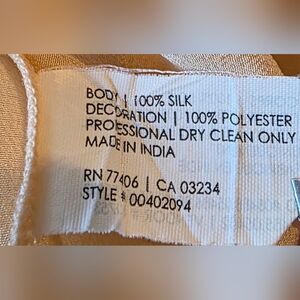 BODY | 100% SILK
DECORATION | 100% POLYESTER
PROFESSIONAL DRY CLEAN ONLY
MADE IN INDIA
RN 77406 | CA 03234
STYLE # 00402094